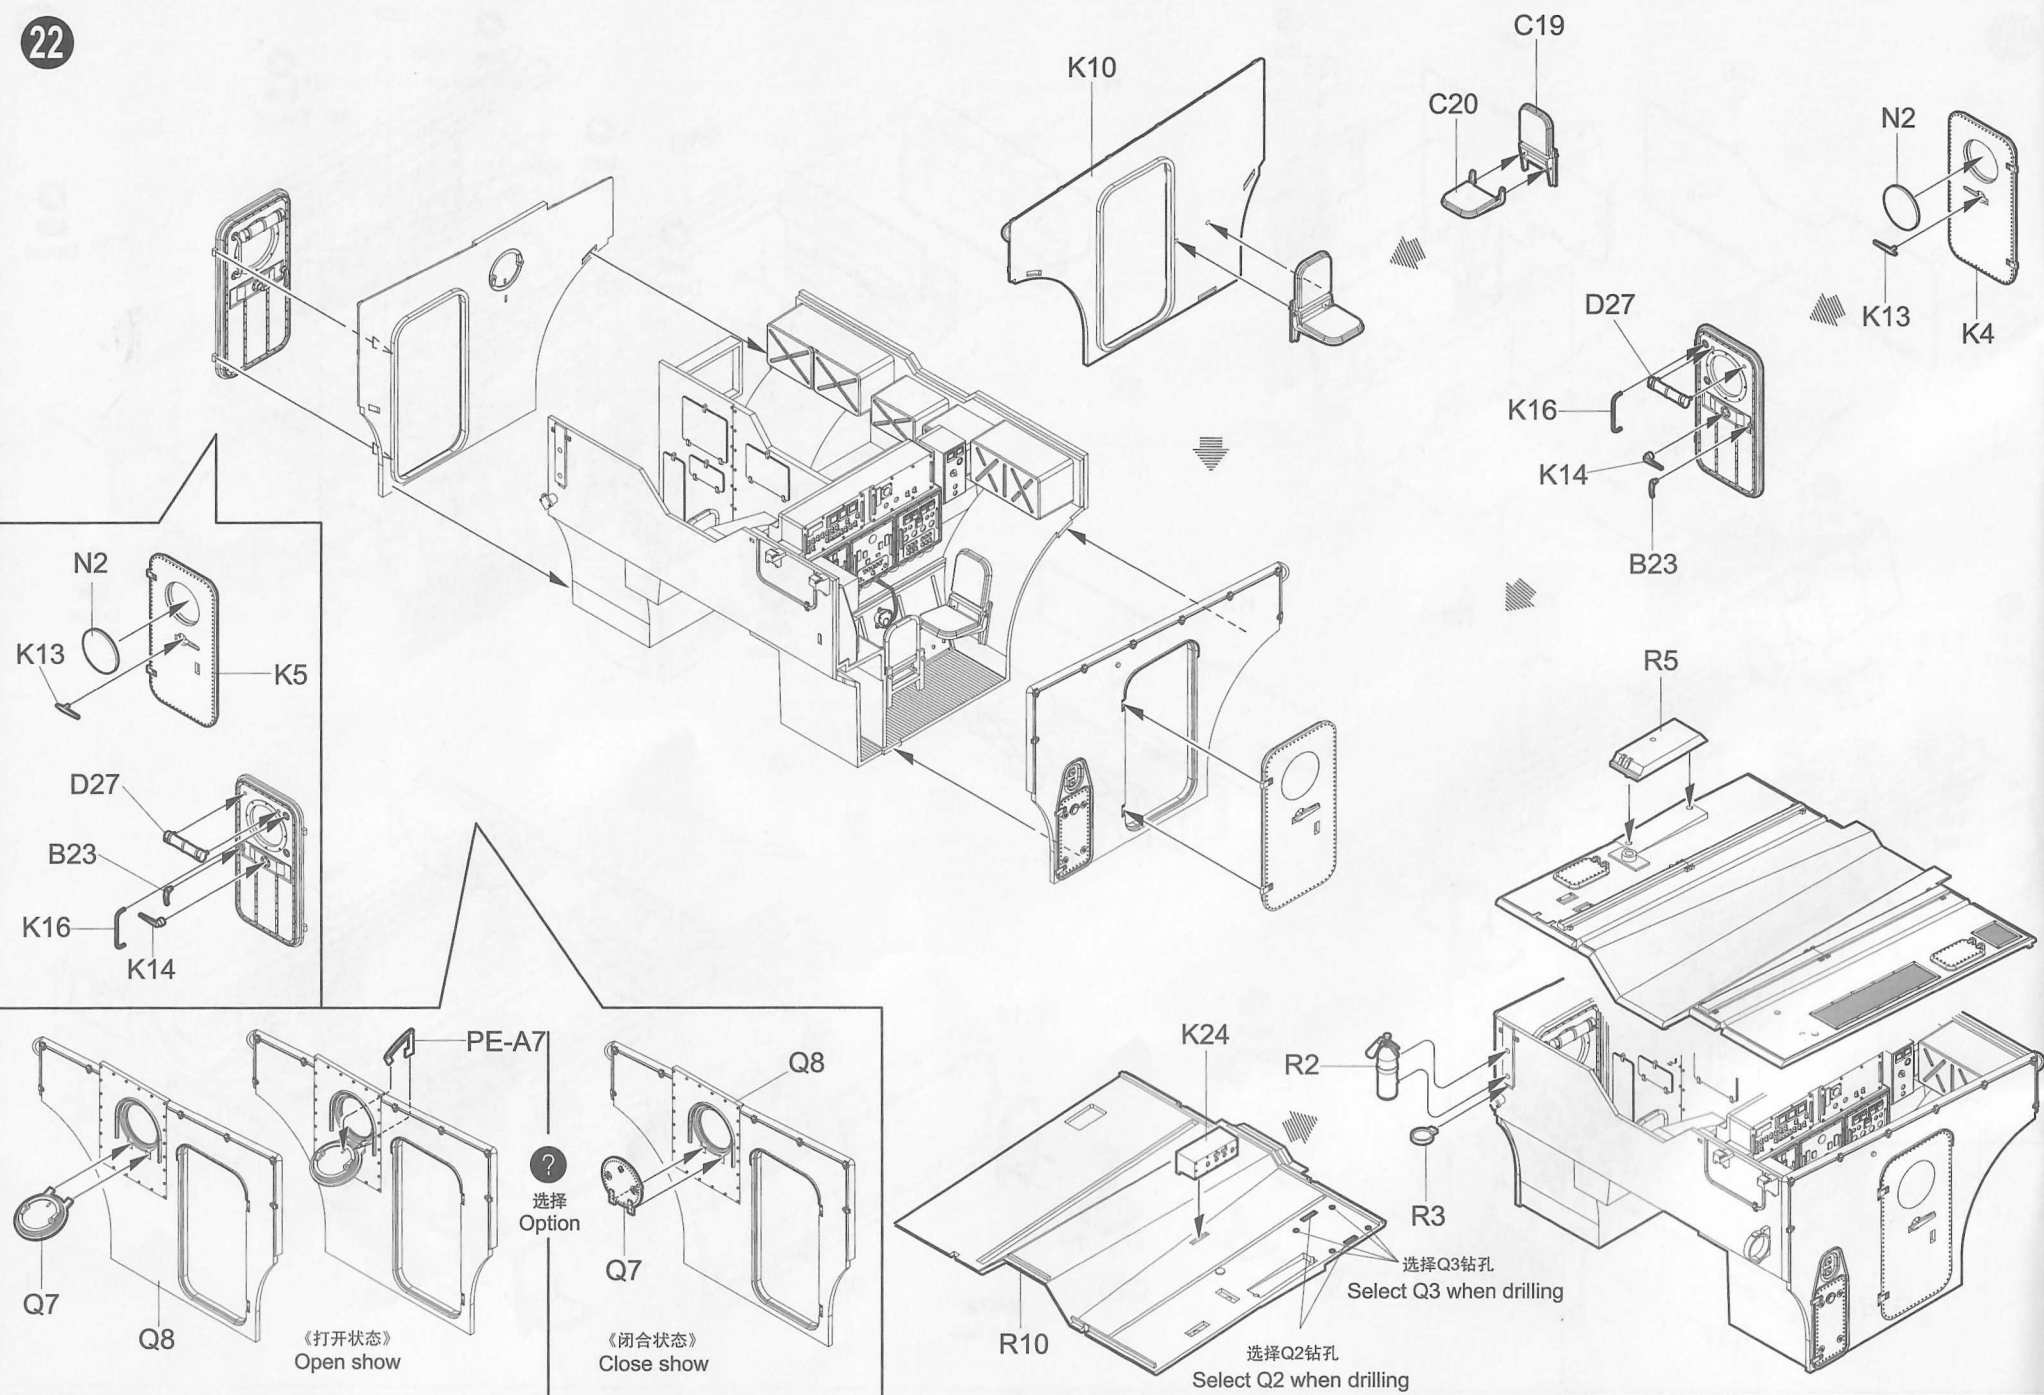 22
C19
K10
C20
N2
K13
K4
D27
K16
K14
B23
N2
K13
K5
R5
D27
B23
K16
K14
PE-A7
Q8
K24
R2
?
选择
Option
R3
Q7
选择Q3钻孔
Select Q3 when drilling
Q7
Q8
《打开状态》
Open show
《闭合状态》
Close show
R10
选择Q2钻孔
Select Q2 when drilling